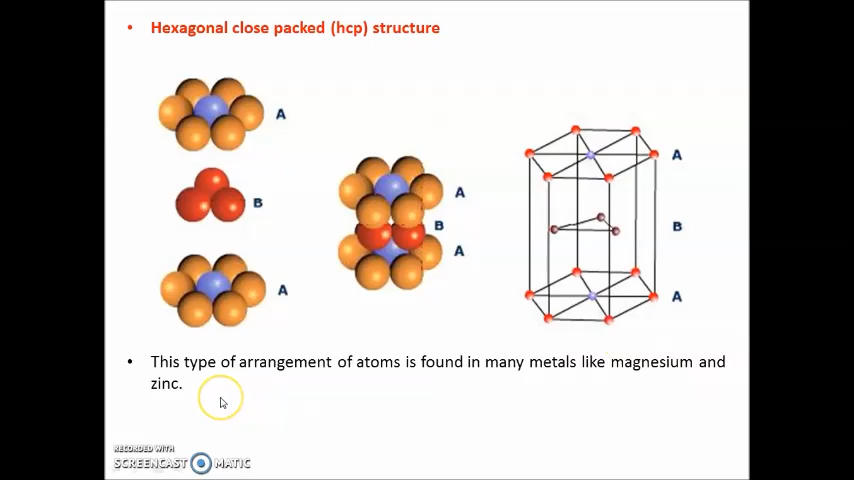 • Hexagonal close packed (hcp) structure
A
B
A
A
B
A
A
B
A
• This type of arrangement of atoms is found in many metals like magnesium and
zinc.
RECORDED WITH
SCREENCAST MATIC